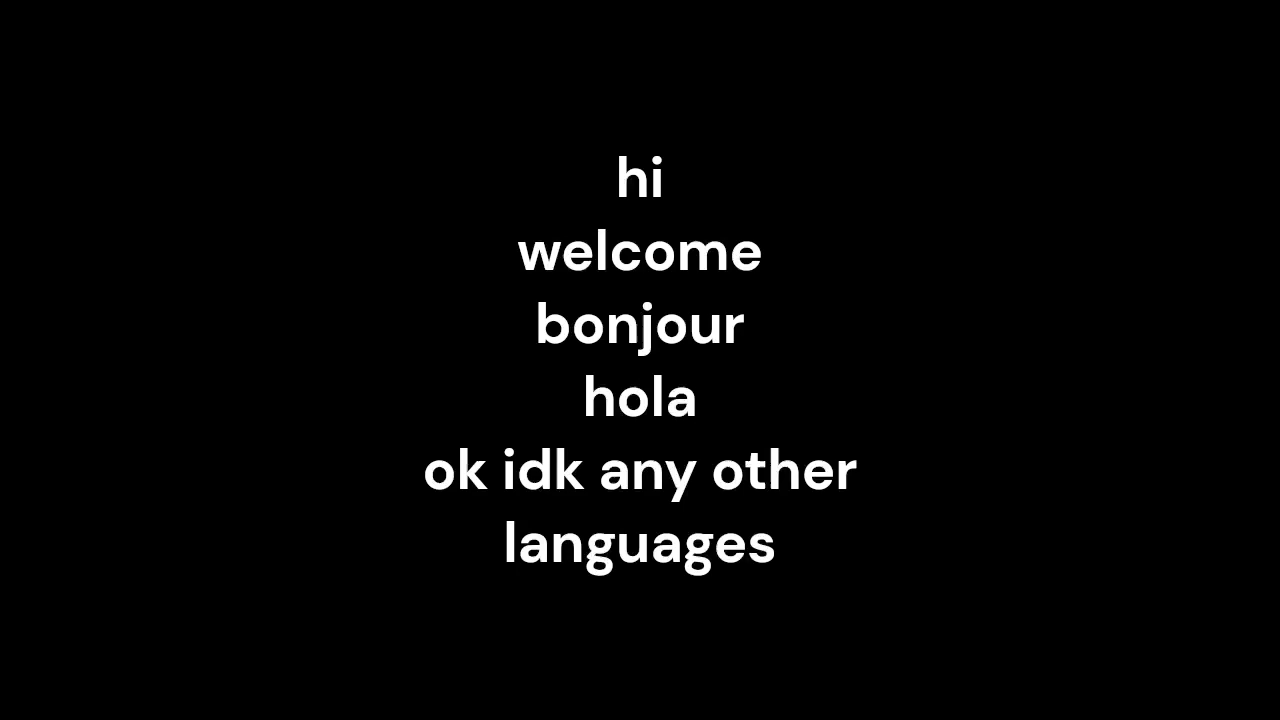 hi
welcome
bonjour
hola
ok idk any other
languages